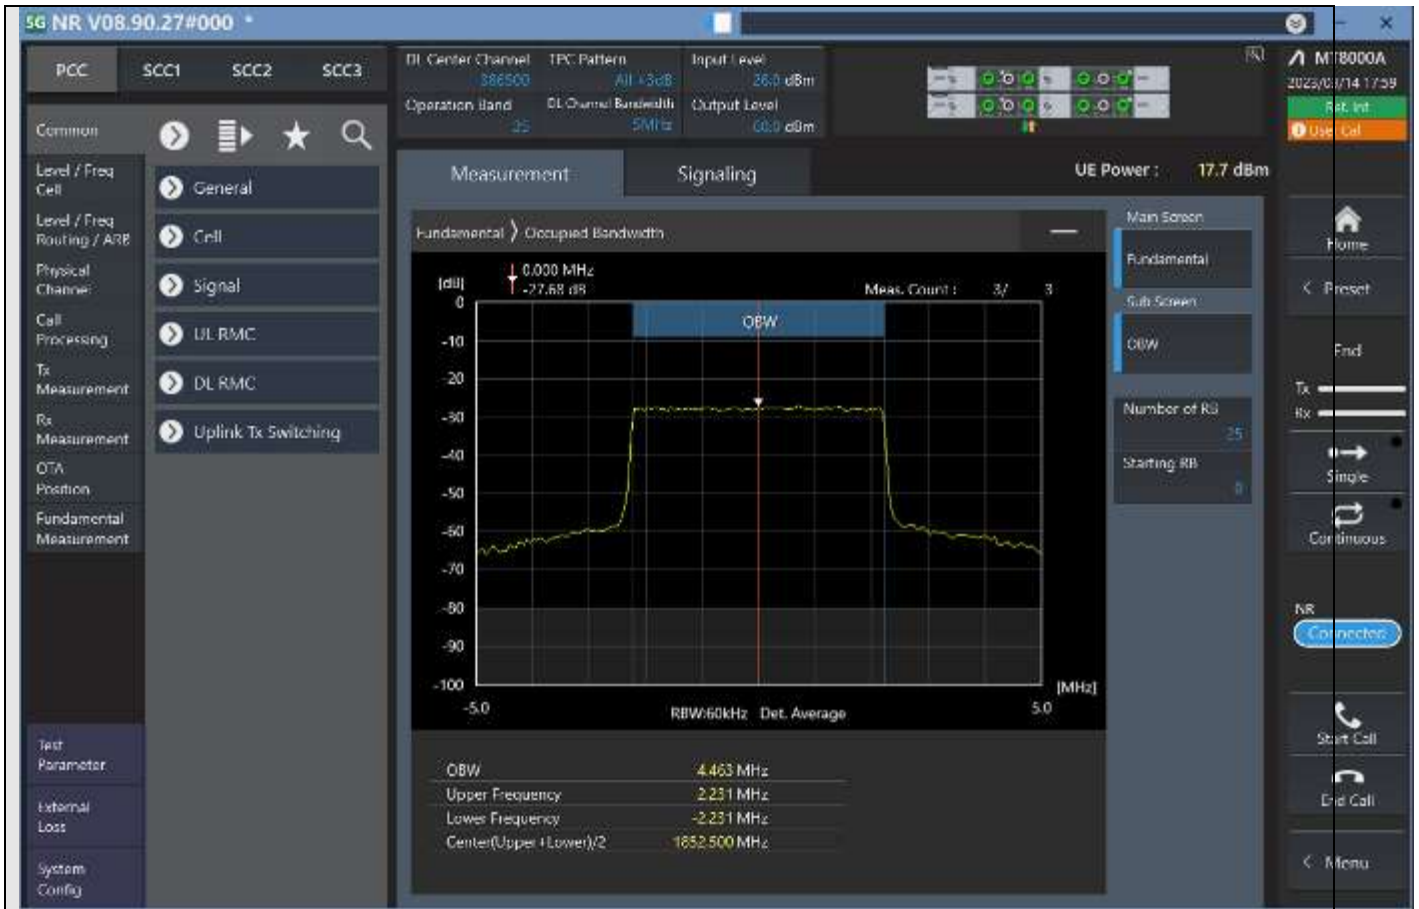 5G NR V08.90.27#000 *
PCC SCC1 SCC2 SCC3
DL Center Channel
386500
TPC Pattern
All +3dB
Input Level
26.0 dBm
Operation Band
25
DL Channel Bandwidth
5MHz
Output Level
60.0 dBm
MT8000A
2023/03/14 17:59
Ref. Int
User Cal
Common
Level / Freq
Cell
Level / Freq
Routing / ARB
Physical
Channel
Call
Processing
Tx
Measurement
Rx
Measurement
OTA
Position
Fundamental
Measurement
Test
Parameter
External
Loss
System
Config
General
Cell
Signal
UL RMC
DL RMC
Uplink Tx Switching
Measurement Signaling
UE Power : 17.7 dBm
Fundamental > Occupied Bandwidth
0.000 MHz
-27.68 dB
Meas. Count : 3/ 3
[dB]
OBW
0
-10
-20
-30
-40
-50
-60
-70
-80
-90
-100
[MHz]
-5.0 5.0
RBW:60kHz Det. Average
OBW 4.463 MHz
Upper Frequency 2.231 MHz
Lower Frequency -2.231 MHz
Center(Upper+Lower)/2 1852.500 MHz
Main Screen
Fundamental
Sub Screen
OBW
Number of RB
25
Starting RB
0
Home
< Preset
End
Tx
Rx
Single
Continuous
NR
Connected
Start Call
End Call
< Menu